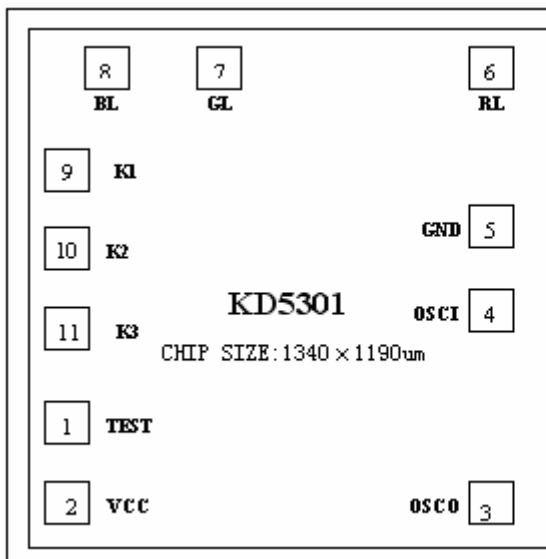 8 7 6
BL GL RL
9 K1
GND 5
10 K2
KD5301
OSCI 4
11 K3
CHIP SIZE:1340×1190um
1 TEST
2 VCC OSCO 3